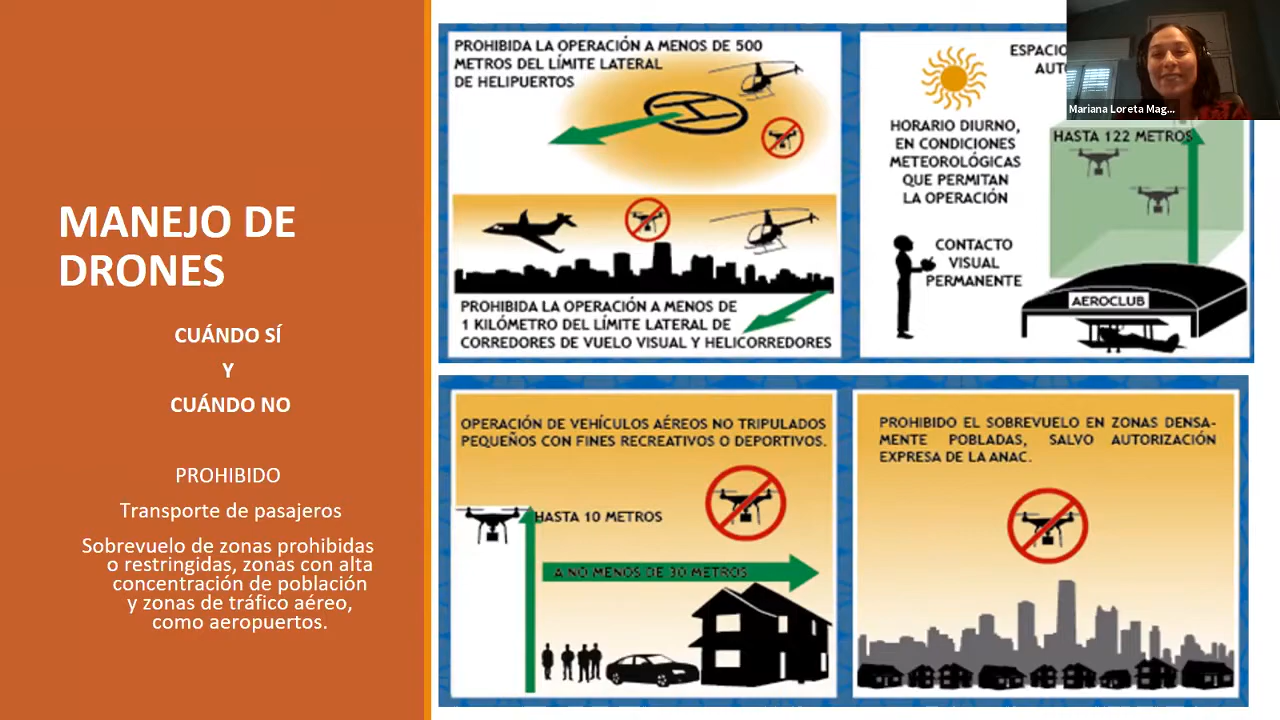 MANEJO DE
DRONES
CUÁNDO SÍ
Y
CUÁNDO NO
PROHIBIDO
Transporte de pasajeros
Sobrevuelo de zonas prohibidas
o restringidas, zonas con alta
concentración de población
y zonas de tráfico aéreo,
como aeropuertos.
PROHIBIDA LA OPERACIÓN A MENOS DE 500
METROS DEL LÍMITE LATERAL
DE HELIPUERTOS
PROHIBIDA LA OPERACIÓN A MENOS DE
1 KILÓMETRO DEL LÍMITE LATERAL DE
CORREDORES DE VUELO VISUAL Y HELICORREDORES
HORARIO DIURNO,
EN CONDICIONES
METEOROLÓGICAS
QUE PERMITAN
LA OPERACIÓN
CONTACTO
VISUAL
PERMANENTE
Mariana Loreta Mag...
HASTA 122 METROS
AEROCLUB
OPERACIÓN DE VEHÍCULOS AÉREOS NO TRIPULADOS
PEQUEÑOS CON FINES RECREATIVOS O DEPORTIVOS.
HASTA 10 METROS
A NO MENOS DE 30 METROS
PROHIBIDO EL SOBREVUELO EN ZONAS DENSA-
MENTE POBLADAS, SALVO AUTORIZACIÓN
EXPRESA DE LA ANAC.